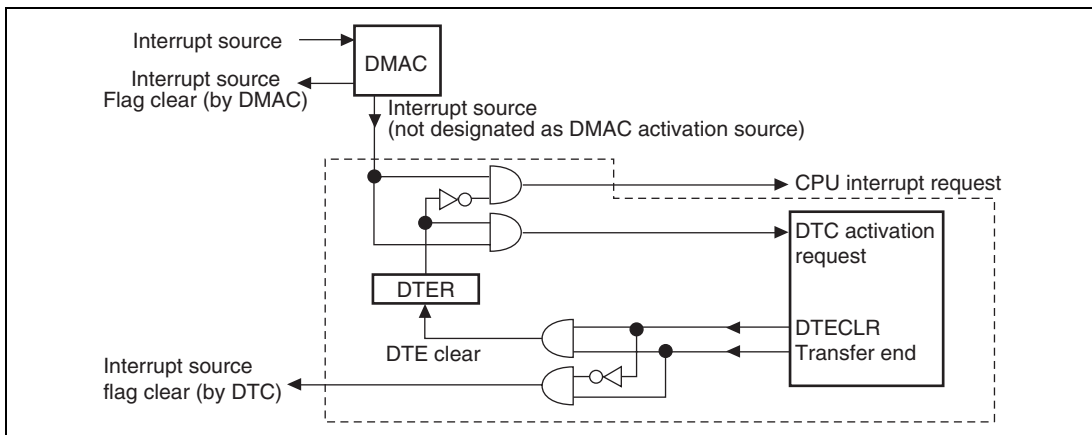 Interrupt source
DMAC
Interrupt source
Flag clear (by DMAC)
Interrupt source
(not designated as DMAC activation source)
CPU interrupt request
DTC activation
request
DTER
DTECLR
DTE clear
Transfer end
Interrupt source
flag clear (by DTC)